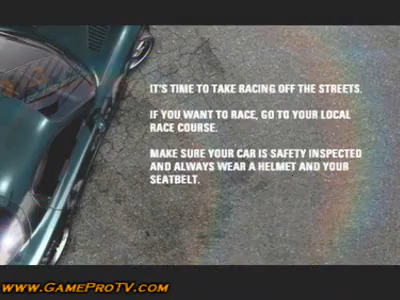 IT'S TIME TO TAKE RACING OFF THE STREETS.
IF YOU WANT TO RACE, GO TO YOUR LOCAL
RACE COURSE.
MAKE SURE YOUR CAR IS SAFETY INSPECTED
AND ALWAYS WEAR A HELMET AND YOUR
SEATBELT.
www.GameProTV.com